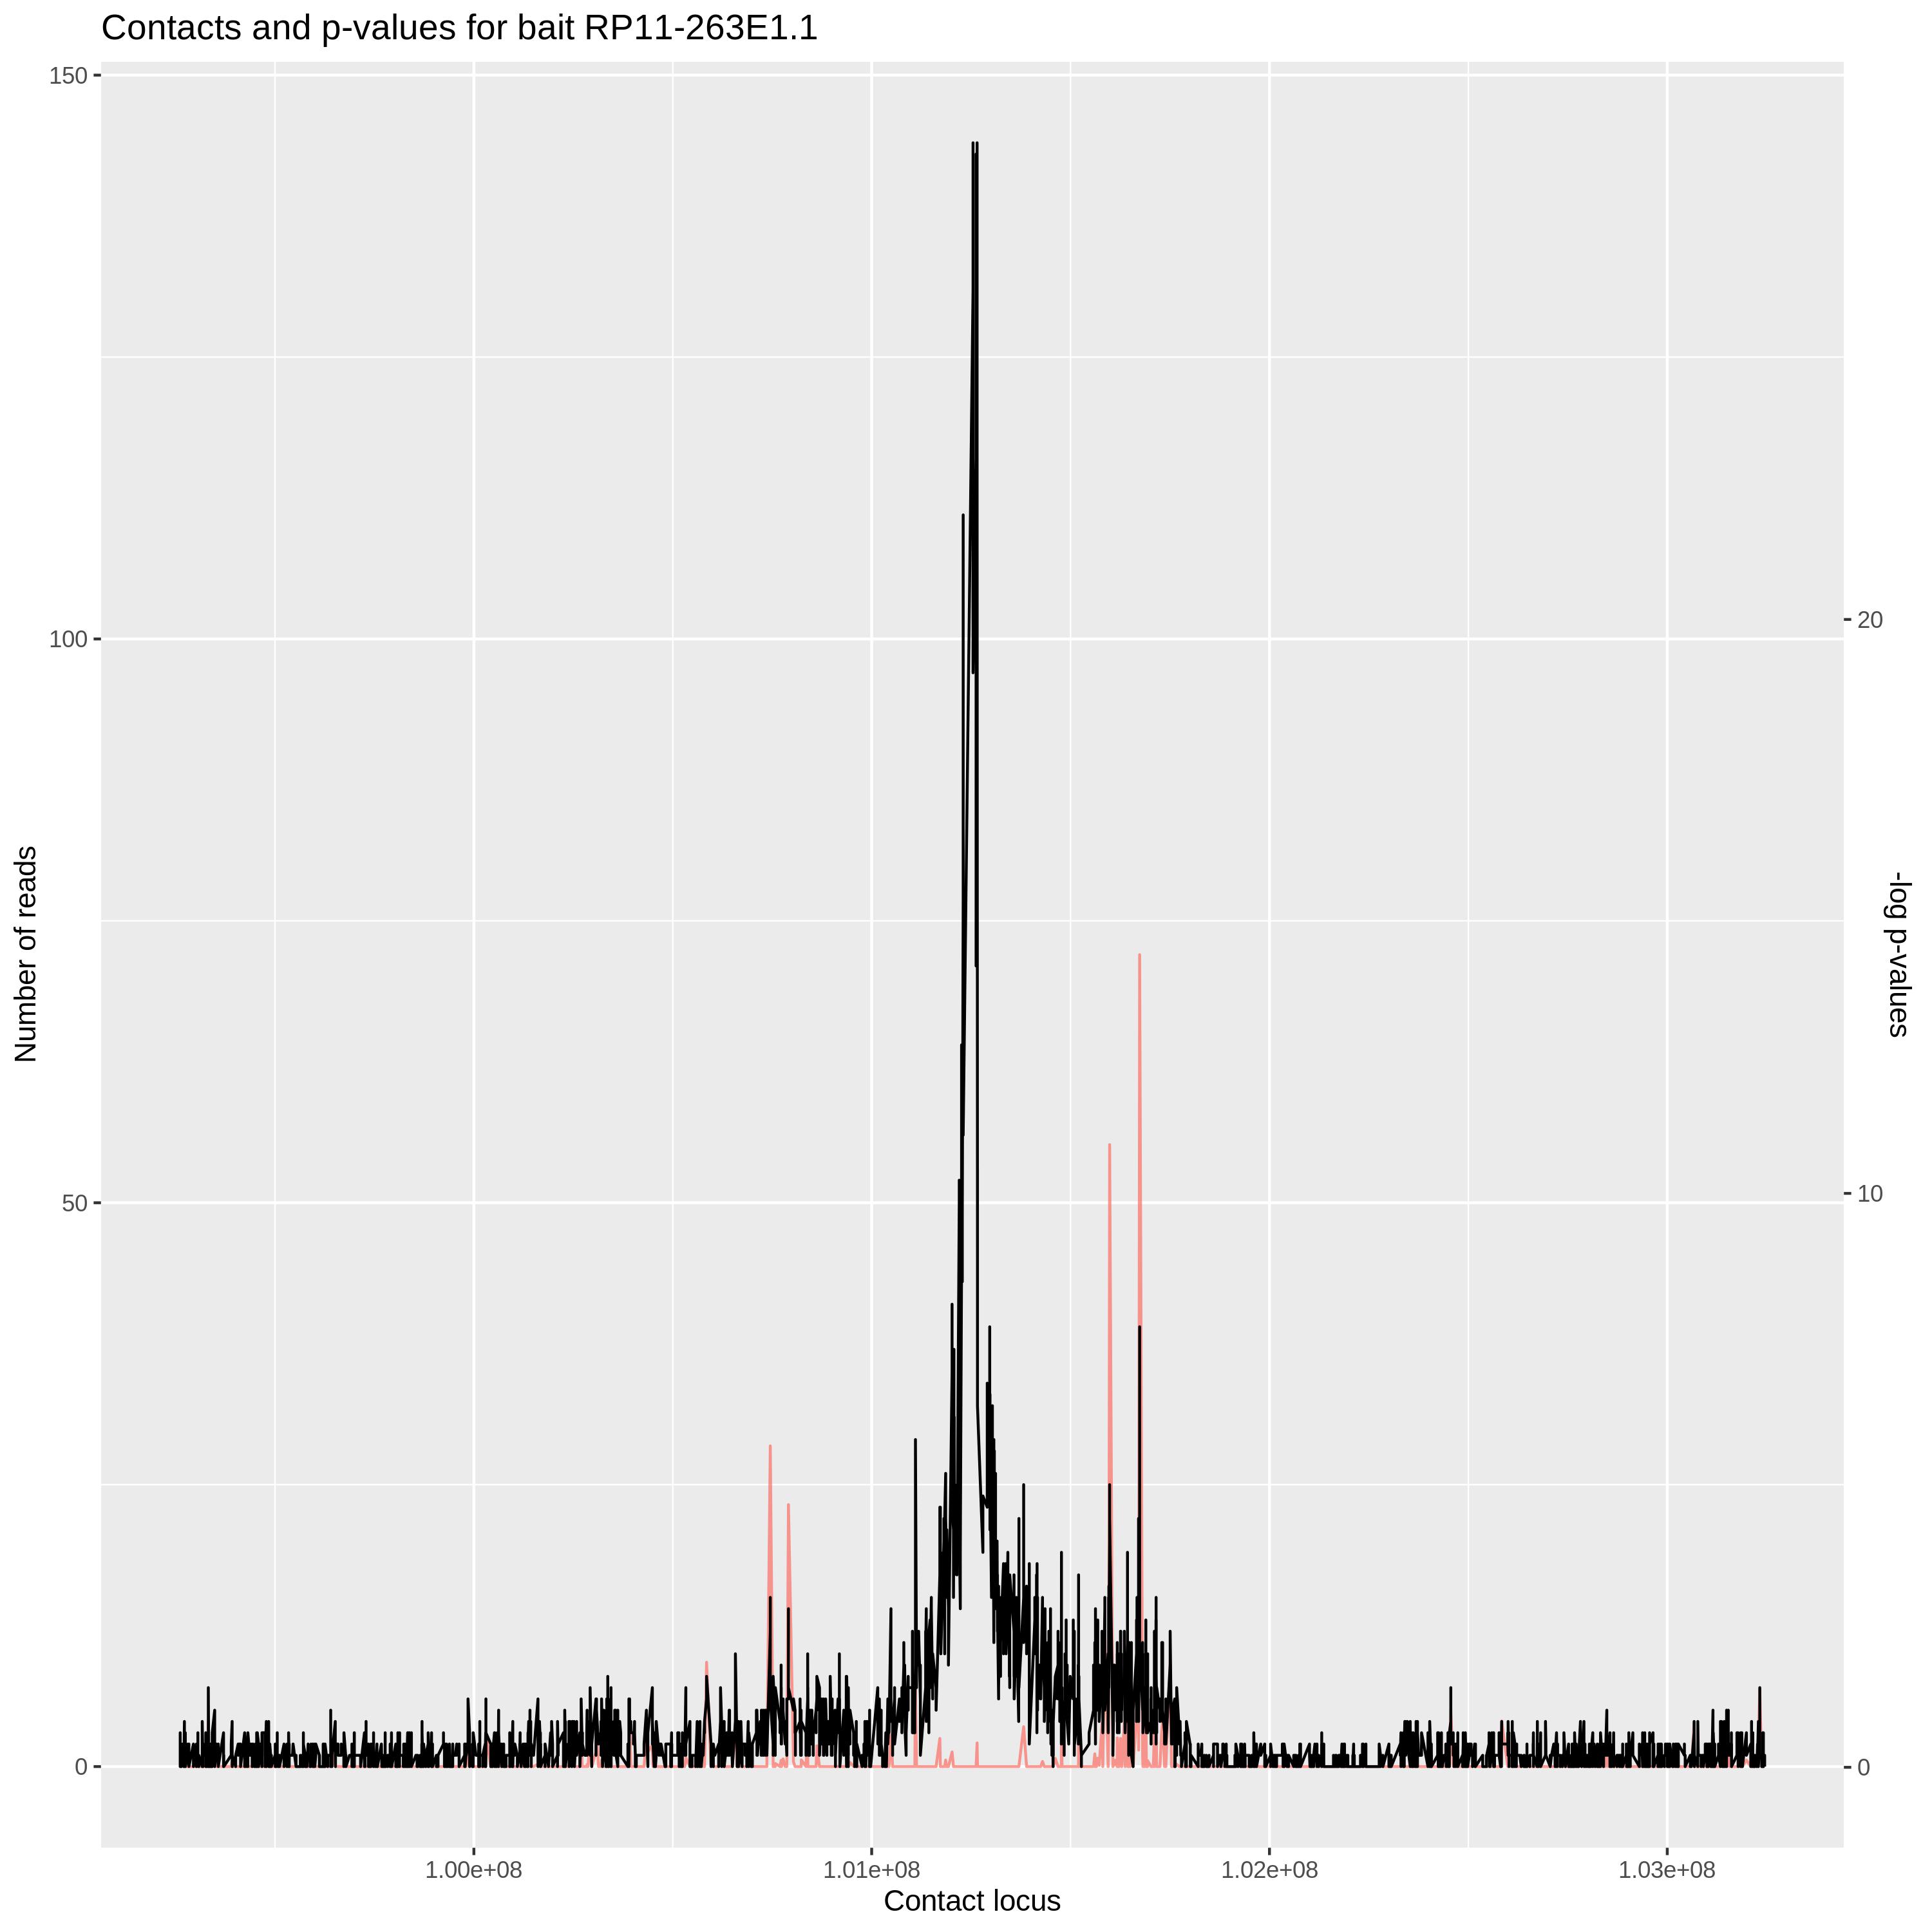 Contacts and p-values for bait RP11-263E1.1
150
100
50
0
Number of reads
20
10
0
-log p-values
1.00e+08
1.01e+08
1.02e+08
1.03e+08
Contact locus